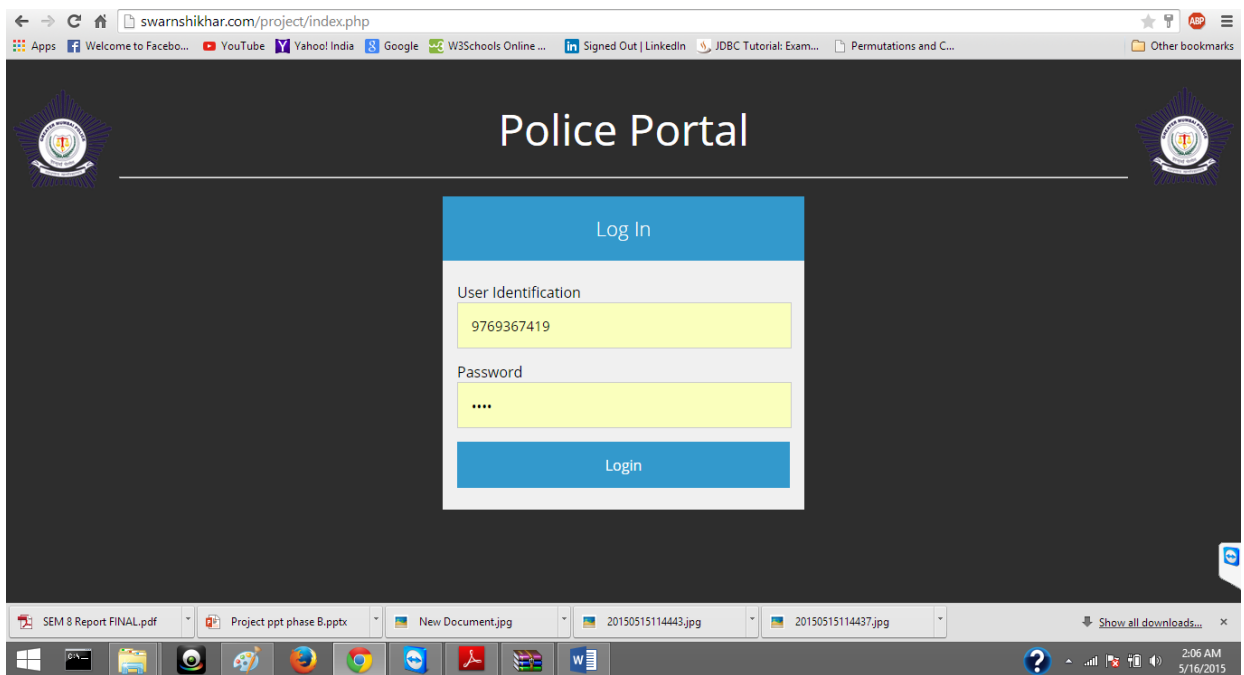 swarnshikhar.com/project/index.php
ABP
Apps Welcome to Facebo... YouTube Yahoo! India Google W3Schools Online ... Signed Out | LinkedIn JDBC Tutorial: Exam... Permutations and C... Other bookmarks
Police Portal
Log In
User Identification
9769367419
Password
••••
Login
SEM 8 Report FINAL.pdf Project ppt phase B.pptx New Document.jpg 20150515114443.jpg 20150515114437.jpg Show all downloads...
2:06 AM
5/16/2015